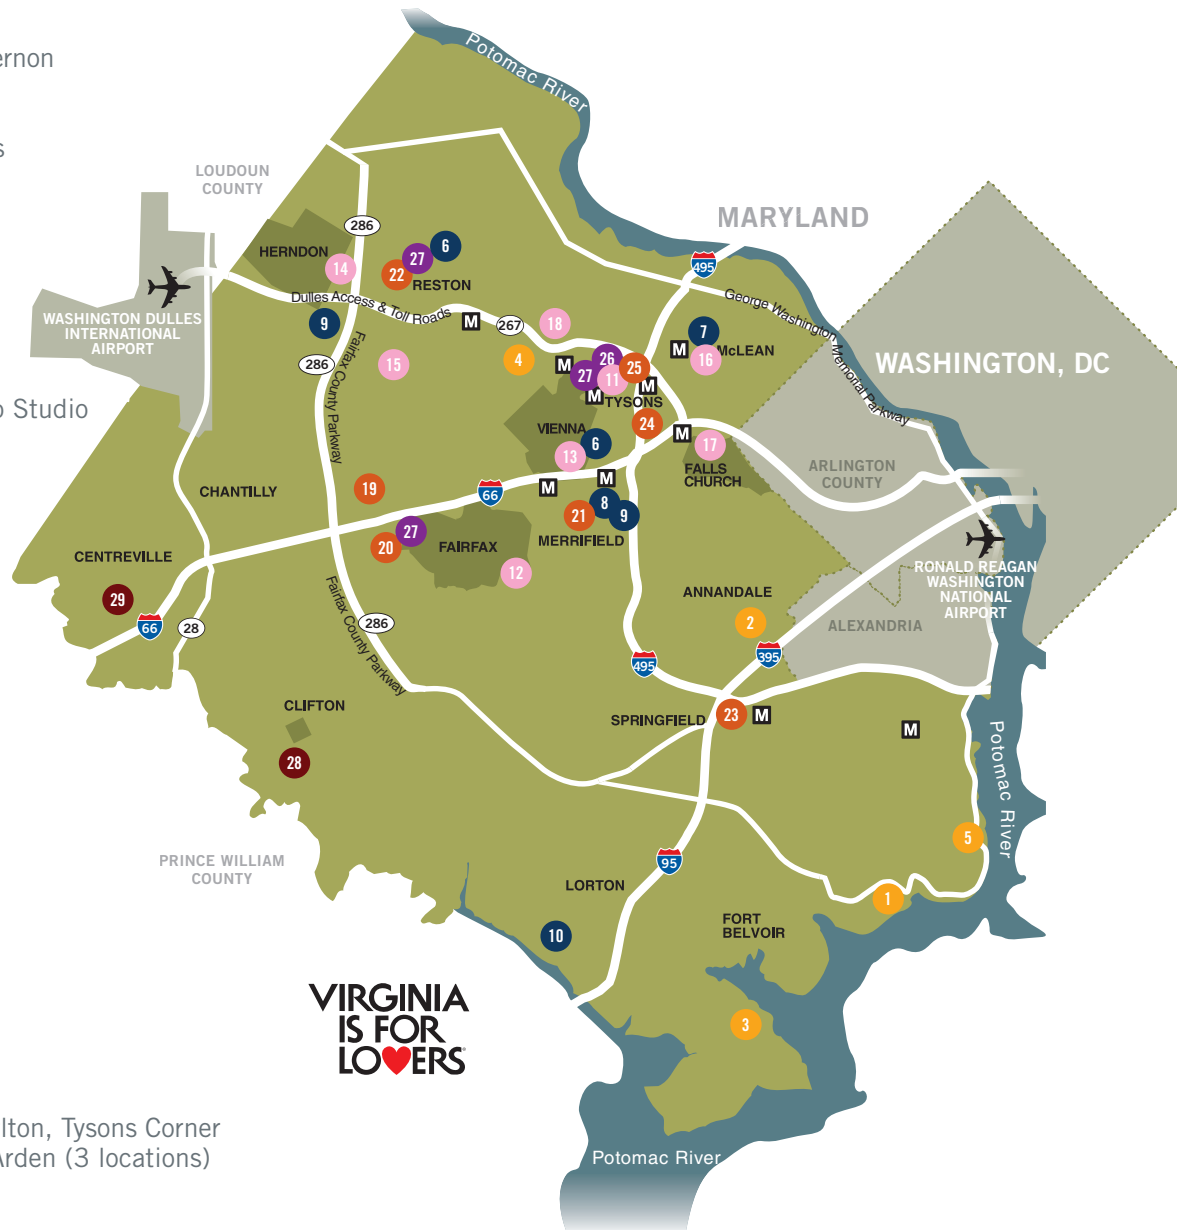 ernon
s
o Studio
lton, Tysons Corner
Arden (3 locations)
Potomac River
LOUDOUN
COUNTY
MARYLAND
286
495
HERNDON
14
22
27
6
RESTON
WASHINGTON DULLES
INTERNATIONAL
AIRPORT
Dulles Access & Toll Roads
M
267
18
George Washington Memorial Parkway
9
7
McLEAN
M
16
WASHINGTON, DC
286
Fairfax County Parkway
15
4
M
26
27
11
25
M
M
TYSONS
24
VIENNA
6
13
M
17
FALLS
CHURCH
ARLINGTON
COUNTY
CHANTILLY
19
66
M
M
8
21
9
MERRIFIELD
27
20
FAIRFAX
12
CENTREVILLE
29
66
28
RONALD REAGAN
WASHINGTON
NATIONAL
AIRPORT
ANNANDALE
2
395
ALEXANDRIA
286
Fairfax County Parkway
495
CLIFTON
28
SPRINGFIELD
23
M
M
Potomac River
5
PRINCE WILLIAM
COUNTY
95
LORTON
1
FORT
BELVOIR
10
3
VIRGINIA
IS FOR
LO❤ERS
Potomac River